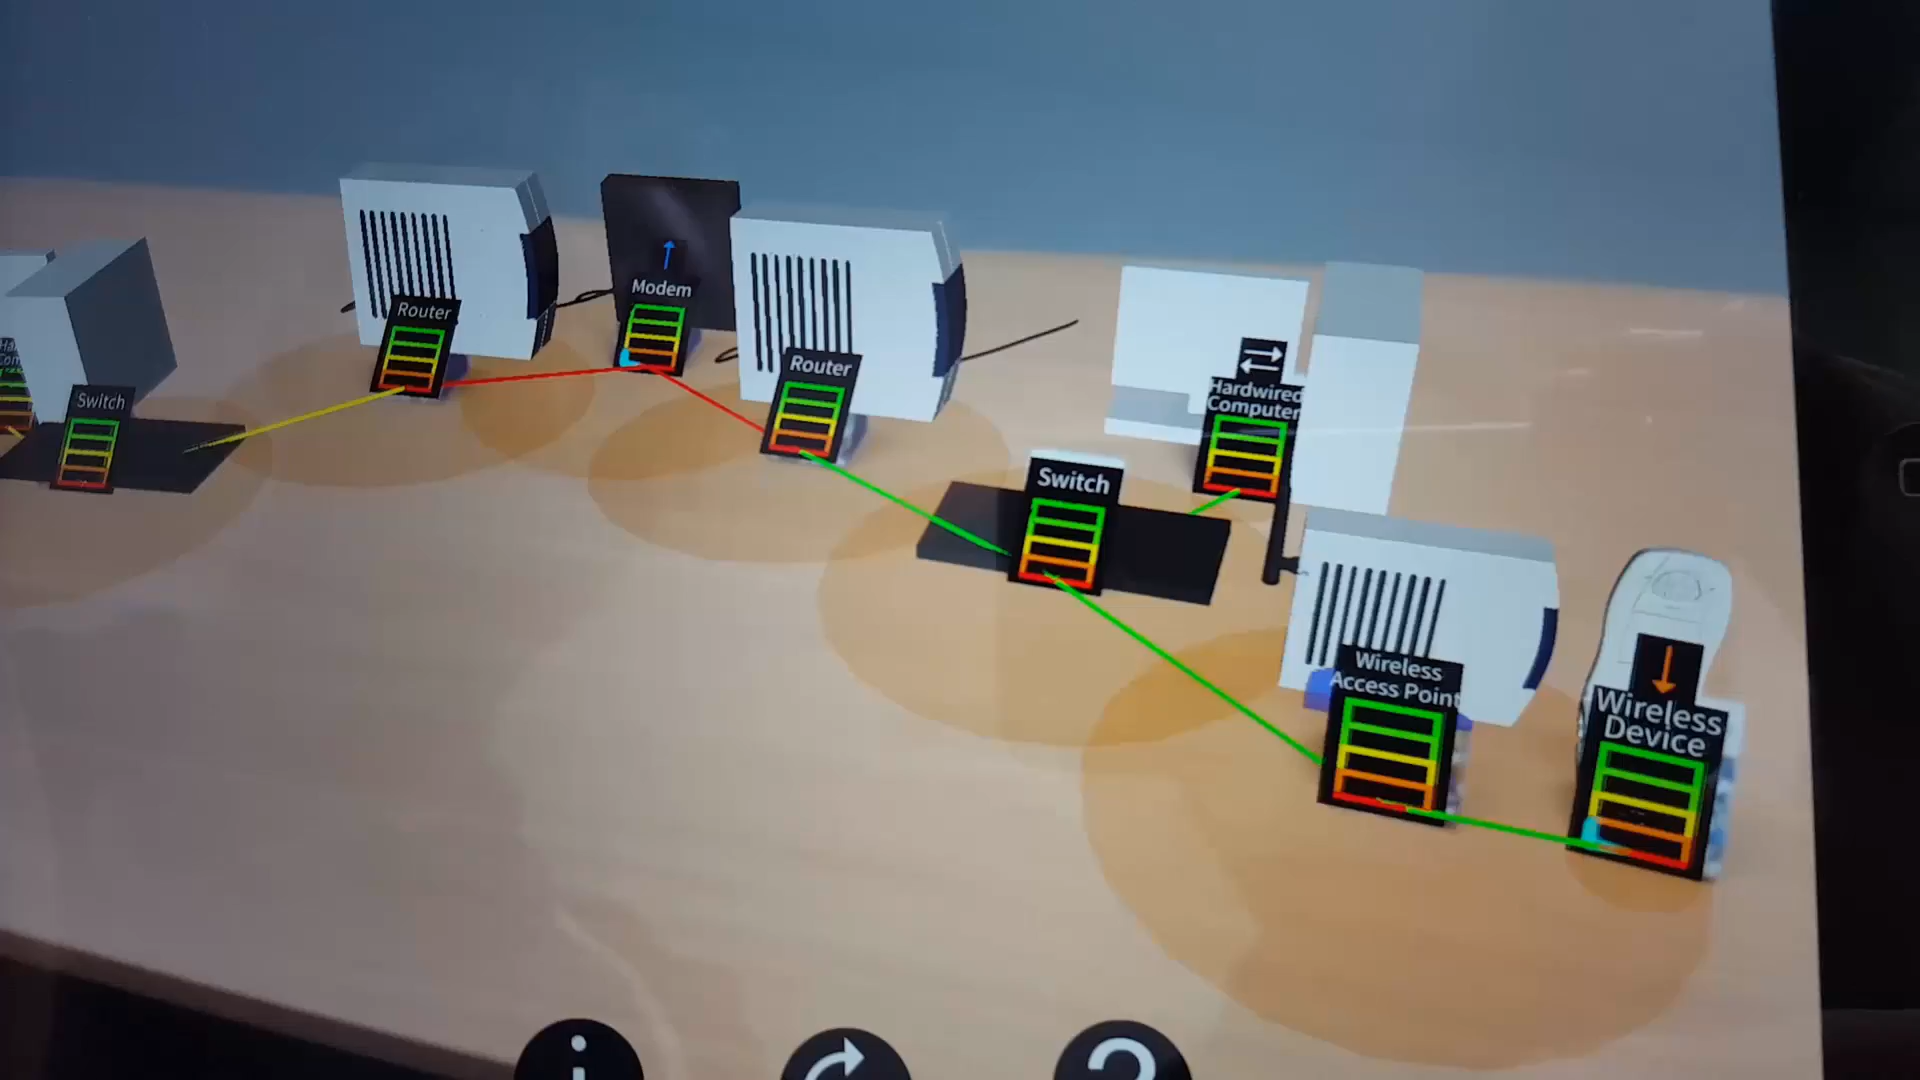 Switch
Router
Modem
Router
Switch
Hardwired
Computer
Wireless
Access Point
Wireless
Device
i
?